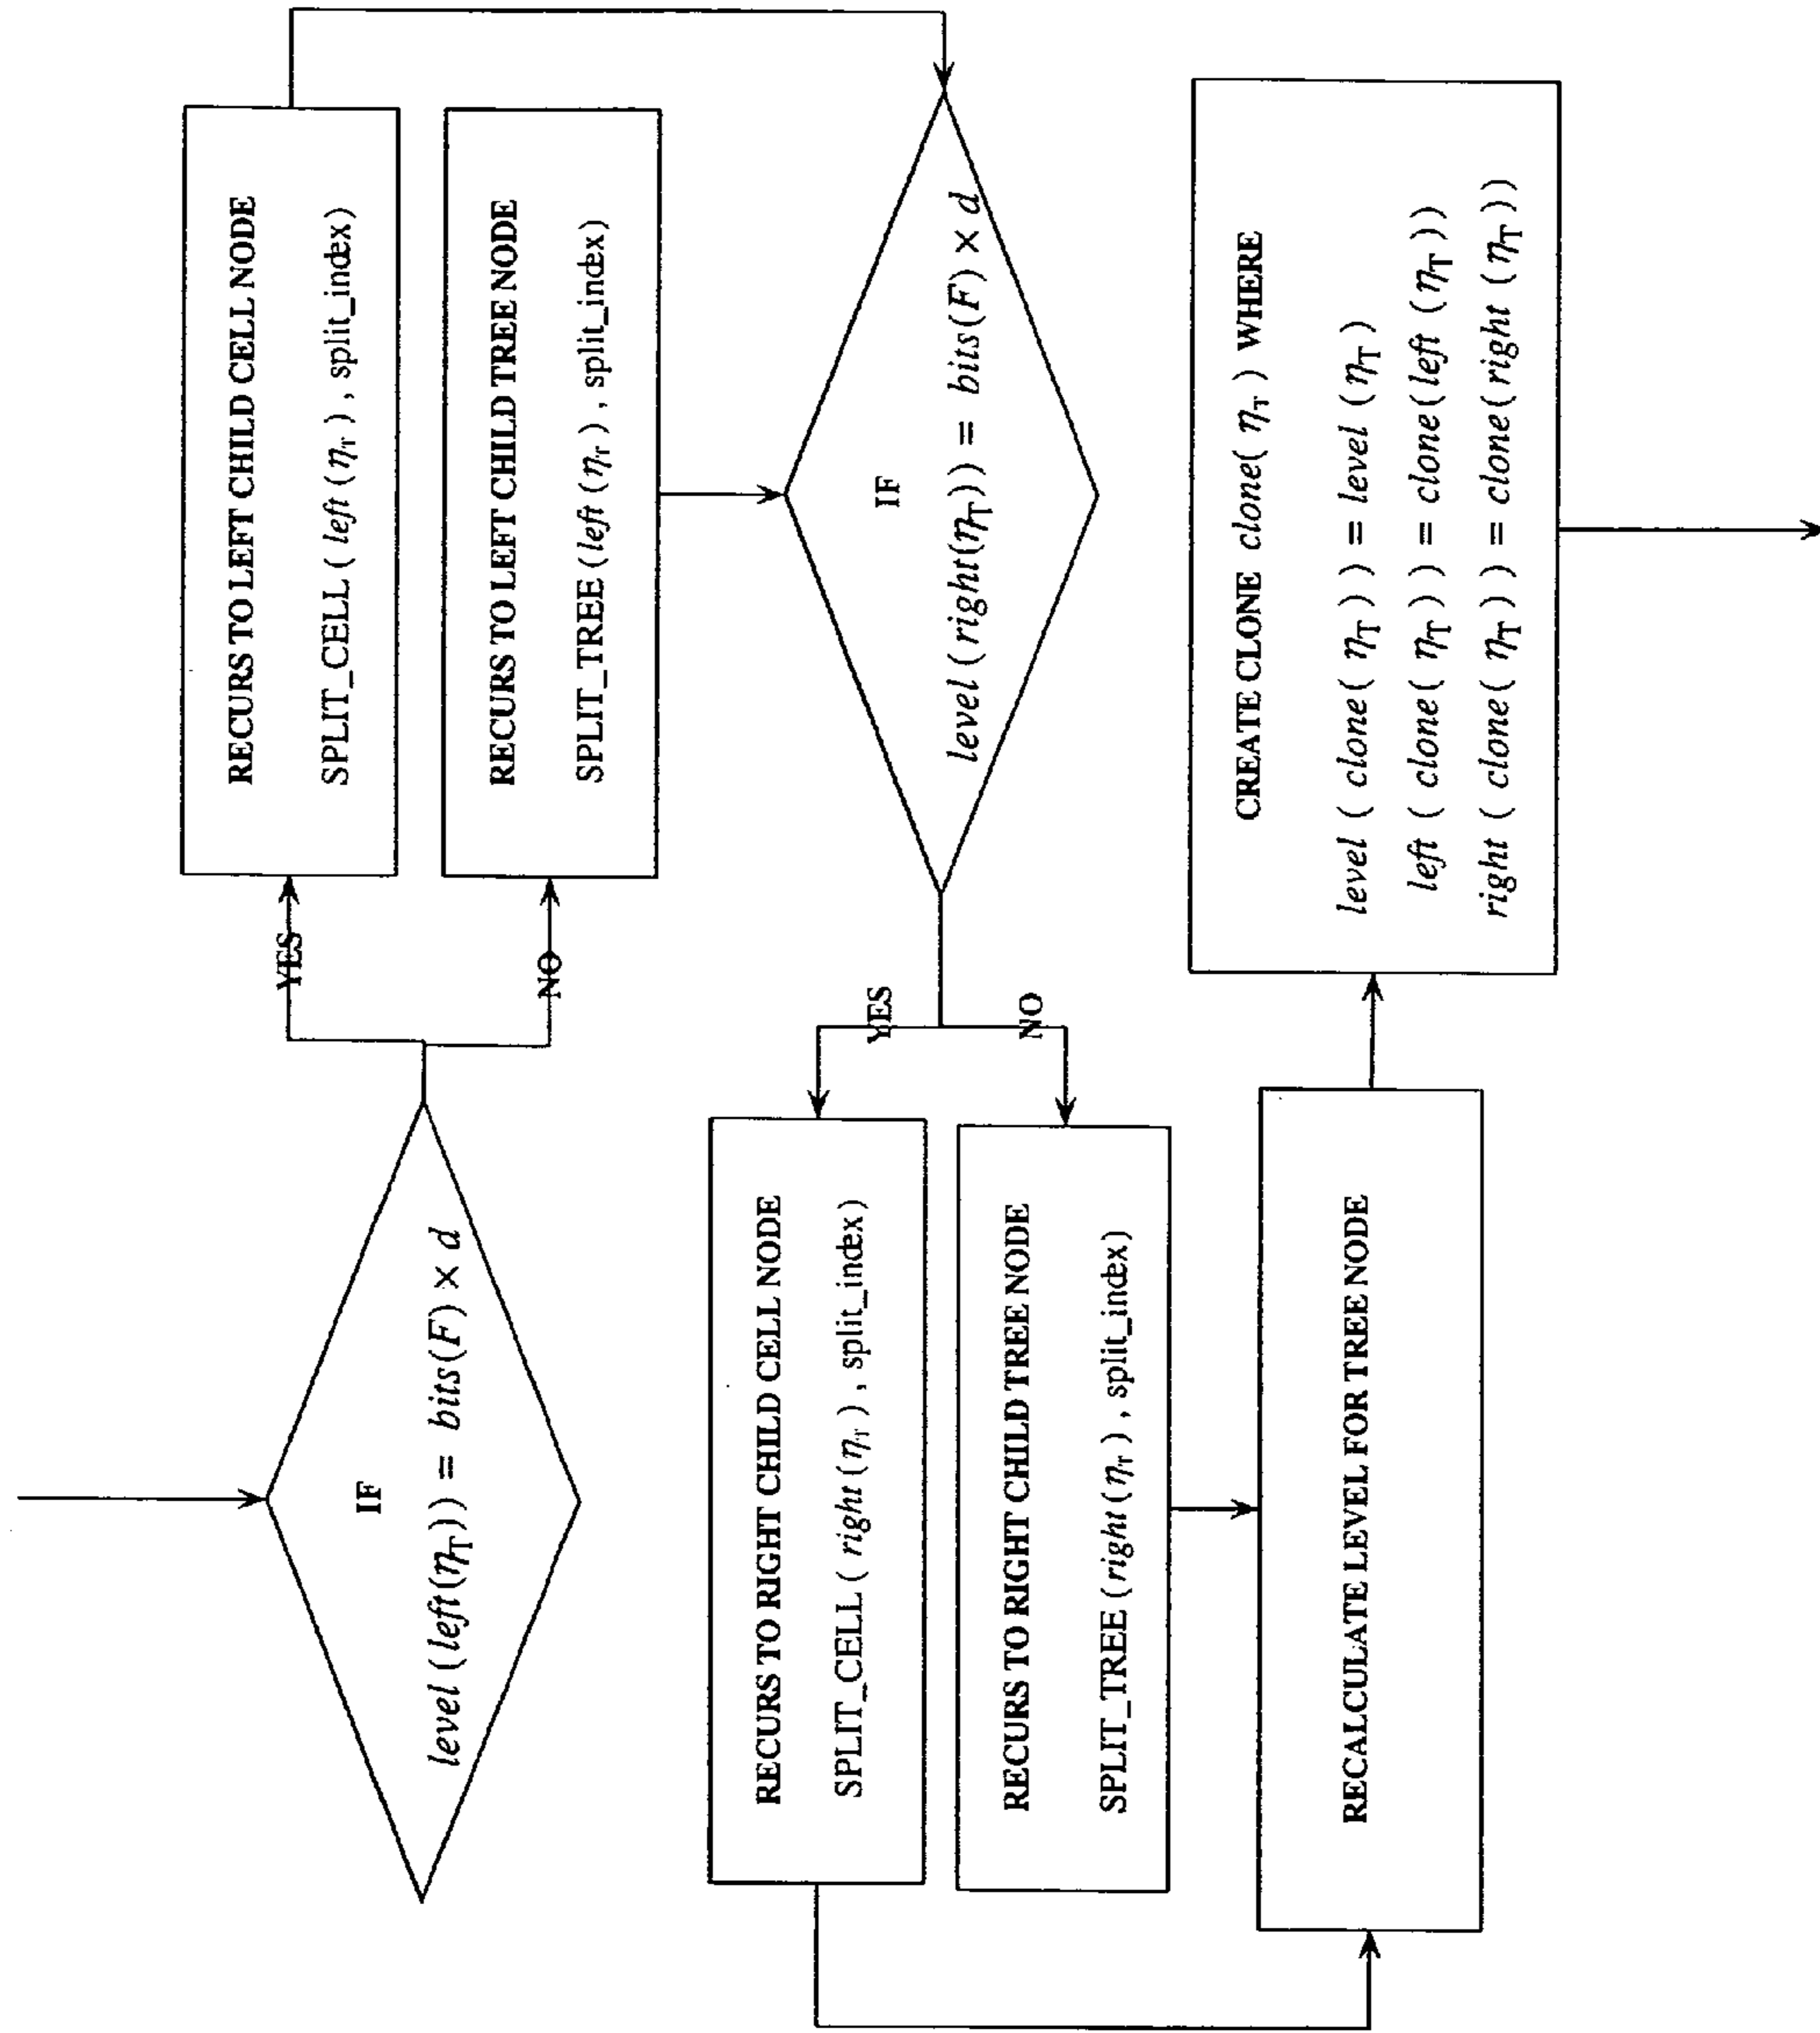 IF
level ((left(η_T)) = bits(F) × d
YES
NO
RECURS TO LEFT CHILD CELL NODE
SPLIT_CELL ( left (η_T) , split_index)
RECURS TO LEFT CHILD TREE NODE
SPLIT_TREE (left (η_T) , split_index)
IF
level (right(η_T)) = bits(F) × d
YES
NO
RECURS TO RIGHT CHILD CELL NODE
SPLIT_CELL ( right (η_T) , split_index)
RECURS TO RIGHT CHILD TREE NODE
SPLIT_TREE (right (η_T) , split_index)
RECALCULATE LEVEL FOR TREE NODE
CREATE CLONE clone( η_T ) WHERE
level ( clone( η_T ) ) = level (η_T)
left ( clone( η_T ) ) = clone( left (η_T))
right ( clone( η_T ) ) = clone( right (η_T))